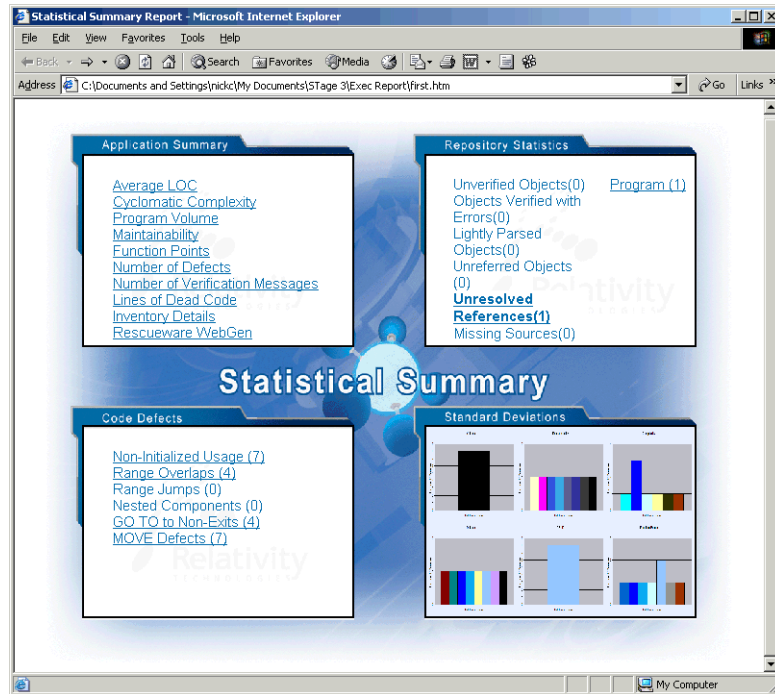 Statistical Summary Report - Microsoft Internet Explorer
File Edit View Favorites Tools Help
Back Search Favorites Media
Address C:\Documents and Settings\nickc\My Documents\STage 3\Exec Report\first.htm Go Links »
Application Summary
Average LOC
Cyclomatic Complexity
Program Volume
Maintainability
Function Points
Number of Defects
Number of Verification Messages
Lines of Dead Code
Inventory Details
Rescueware WebGen
Repository Statistics
Unverified Objects(0) Program (1)
Objects Verified with
Errors(0)
Lightly Parsed
Objects(0)
Unreferred Objects
(0)
Unresolved
References(1)
Missing Sources(0)
Relativity
Statistical Summary
Code Defects
Non-Initialized Usage (7)
Range Overlaps (4)
Range Jumps (0)
Nested Components (0)
GO TO to Non-Exits (4)
MOVE Defects (7)
Relativity
TECHNOLOGIES
Standard Deviations
My Computer